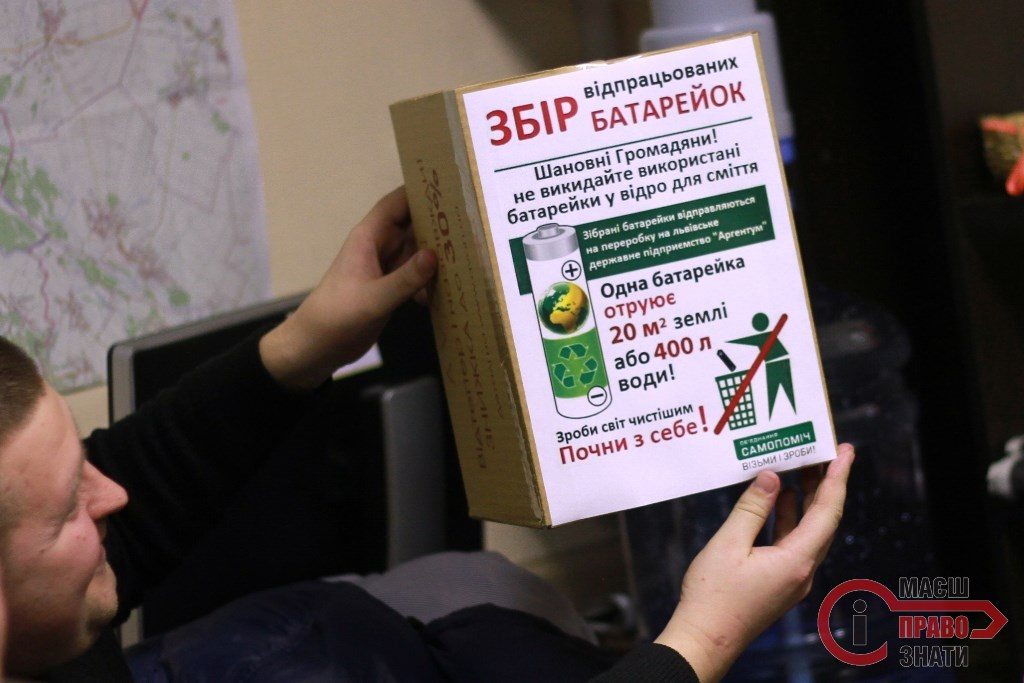 ЗБІР відпрацьованих
БАТАРЕЙОК
Шановні Громадяни!
не викидайте використані
батарейки у відро для сміття
Зібрані батарейки відправляються
на переробку на львівське
державне підприємство "Аргентум"
Одна батарейка
отруює
20 м² землі
або 400 л
води!
Зроби світ чистішим
Почни з себе!
ОБ'ЄДНАННЯ
САМОПОМІЧ
ВІЗЬМИ І ЗРОБИ!
МАЄШ
ПРАВО
ЗНАТИ